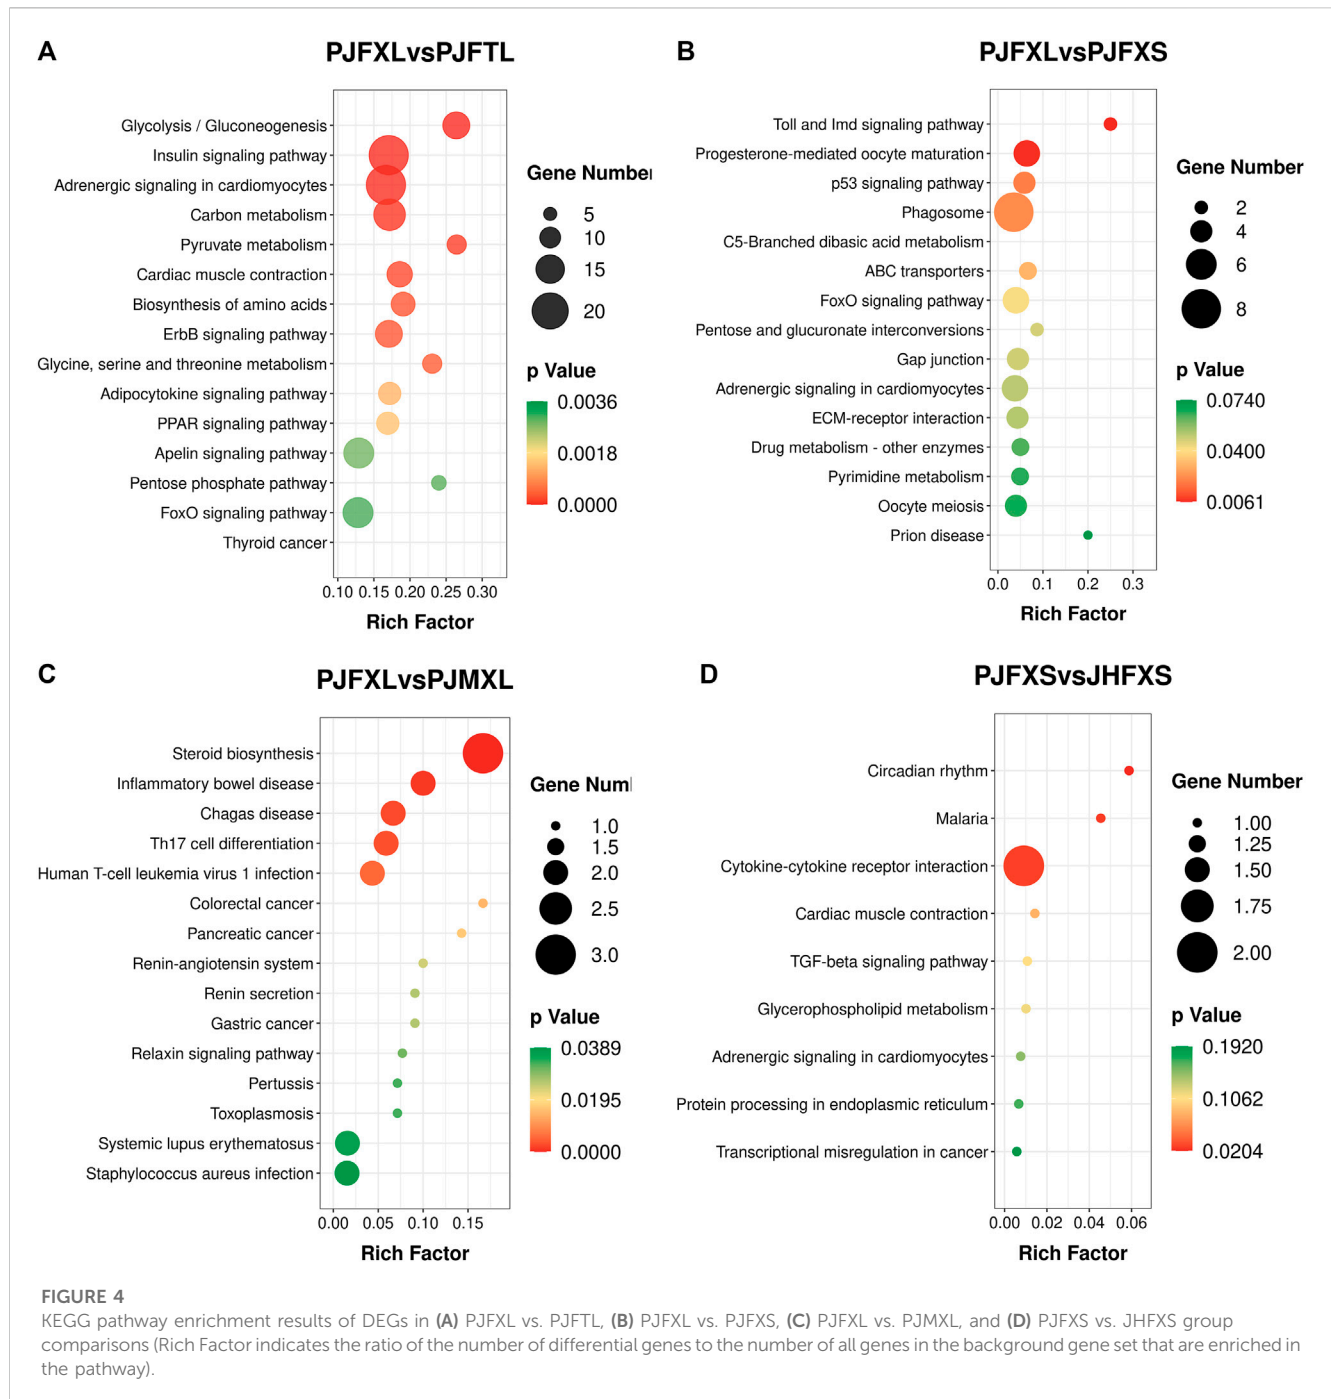 A
PJFXLvsPJFTL
Glycolysis / Gluconeogenesis
Insulin signaling pathway
Adrenergic signaling in cardiomyocytes
Carbon metabolism
Pyruvate metabolism
Cardiac muscle contraction
Biosynthesis of amino acids
ErbB signaling pathway
Glycine, serine and threonine metabolism
Adipocytokine signaling pathway
PPAR signaling pathway
Apelin signaling pathway
Pentose phosphate pathway
FoxO signaling pathway
Thyroid cancer
0.10 0.15 0.20 0.25 0.30
Rich Factor
Gene Number
5
10
15
20
p Value
0.0036
0.0018
0.0000
B
PJFXLvsPJFXS
Toll and Imd signaling pathway
Progesterone-mediated oocyte maturation
p53 signaling pathway
Phagosome
C5-Branched dibasic acid metabolism
ABC transporters
FoxO signaling pathway
Pentose and glucuronate interconversions
Gap junction
Adrenergic signaling in cardiomyocytes
ECM-receptor interaction
Drug metabolism - other enzymes
Pyrimidine metabolism
Oocyte meiosis
Prion disease
0.0 0.1 0.2 0.3
Rich Factor
Gene Number
2
4
6
8
p Value
0.0740
0.0400
0.0061
C
PJFXLvsPJMXL
Steroid biosynthesis
Inflammatory bowel disease
Chagas disease
Th17 cell differentiation
Human T-cell leukemia virus 1 infection
Colorectal cancer
Pancreatic cancer
Renin-angiotensin system
Renin secretion
Gastric cancer
Relaxin signaling pathway
Pertussis
Toxoplasmosis
Systemic lupus erythematosus
Staphylococcus aureus infection
0.00 0.05 0.10 0.15
Rich Factor
Gene Num
1.0
1.5
2.0
2.5
3.0
p Value
0.0389
0.0195
0.0000
D
PJFXSvsJHFXS
Circadian rhythm
Malaria
Cytokine-cytokine receptor interaction
Cardiac muscle contraction
TGF-beta signaling pathway
Glycerophospholipid metabolism
Adrenergic signaling in cardiomyocytes
Protein processing in endoplasmic reticulum
Transcriptional misregulation in cancer
0.00 0.02 0.04 0.06
Rich Factor
Gene Number
1.00
1.25
1.50
1.75
2.00
p Value
0.1920
0.1062
0.0204
FIGURE 4
KEGG pathway enrichment results of DEGs in (A) PJFXL vs. PJFTL, (B) PJFXL vs. PJFXS, (C) PJFXL vs. PJMXL, and (D) PJFXS vs. JHFXS group
comparisons (Rich Factor indicates the ratio of the number of differential genes to the number of all genes in the background gene set that are enriched in
the pathway).